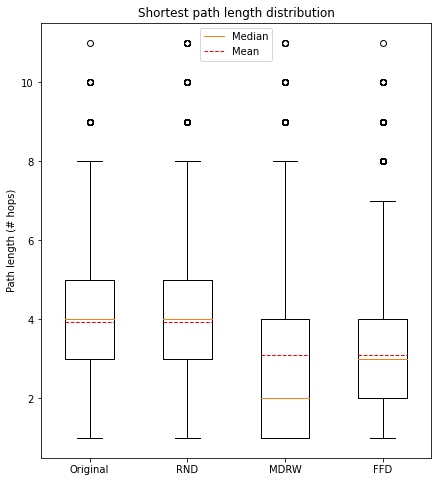 Shortest path length distribution
Median
Mean
Path length (# hops)
10
8
6
4
2
Original
RND
MDRW
FFD